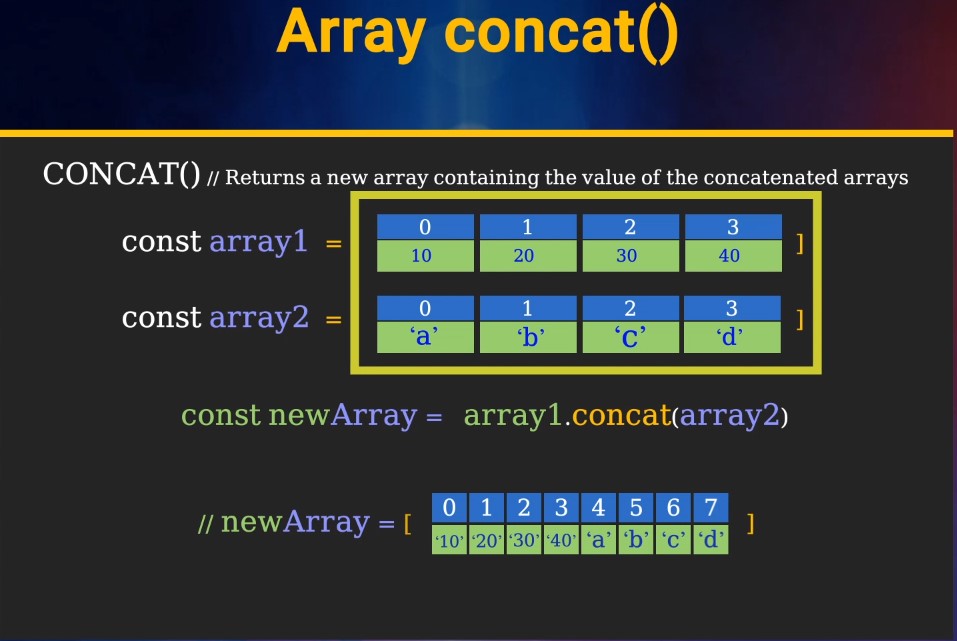 Array concat()
CONCAT() // Returns a new array containing the value of the concatenated arrays
0 1 2 3
const array1 = 10 20 30 40 ]
0 1 2 3
const array2 = ‘a’ ‘b’ ‘c’ ‘d’ ]
const newArray = array1.concat(array2)
0 1 2 3 4 5 6 7
// newArray = [ ‘10’ ‘20’ ‘30’ ‘40’ ‘a’ ‘b’ ‘c’ ‘d’ ]